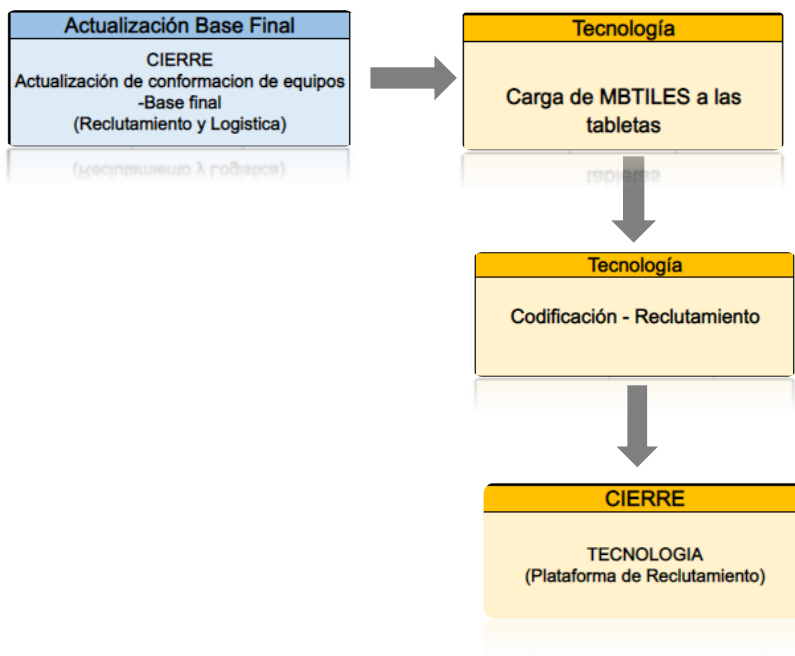 Actualización Base Final
CIERRE
Actualización de conformacion de equipos
-Base final
(Reclutamiento y Logistica)
Tecnología
Carga de MBTILES a las
tabletas
Tecnología
Codificación - Reclutamiento
CIERRE
TECNOLOGIA
(Plataforma de Reclutamiento)